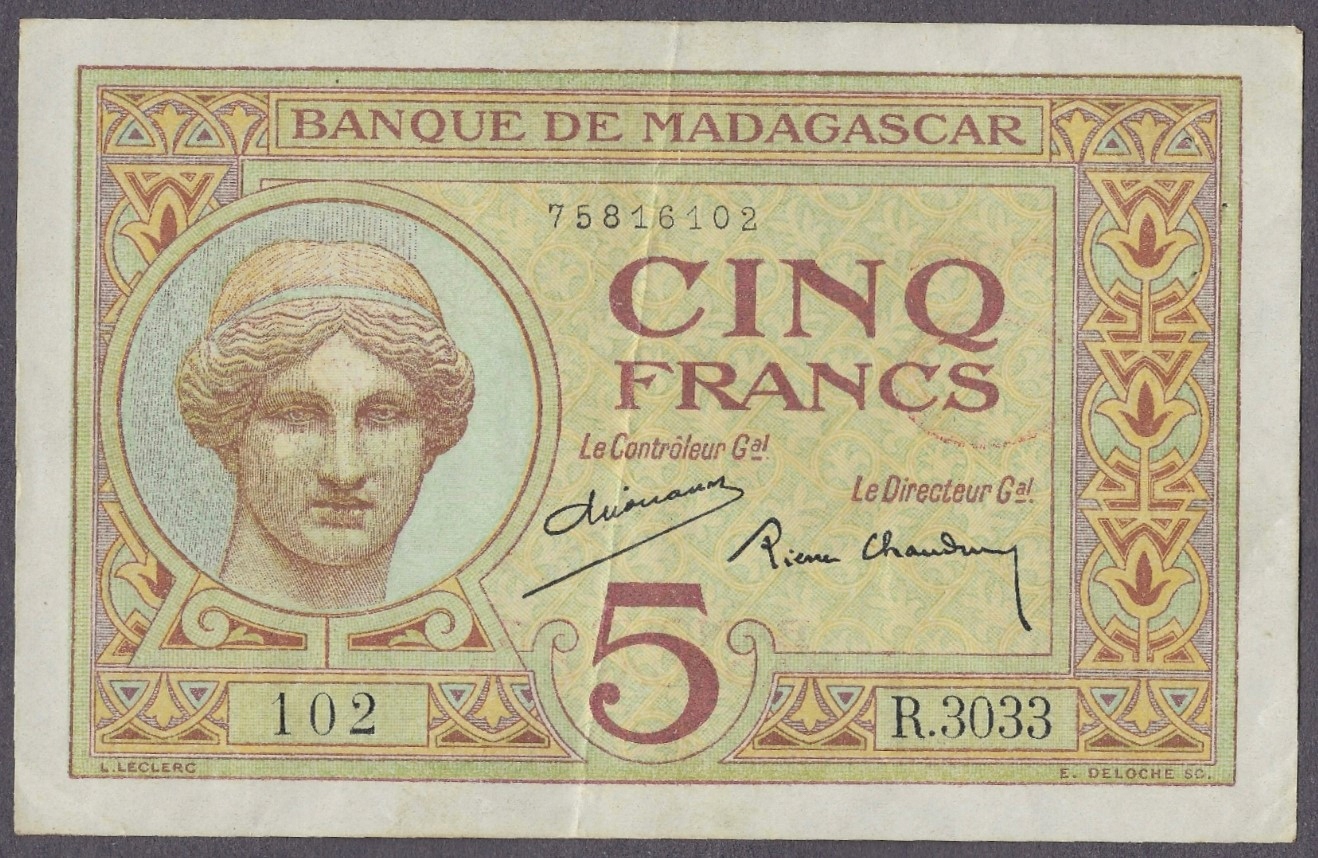 BANQUE DE MADAGASCAR
75816102
CINQ
FRANCS
Le Contrôleur Gal.
Le Directeur Gal.
5
102
R.3033
L.LECLERC
E. DELOCHE SC.